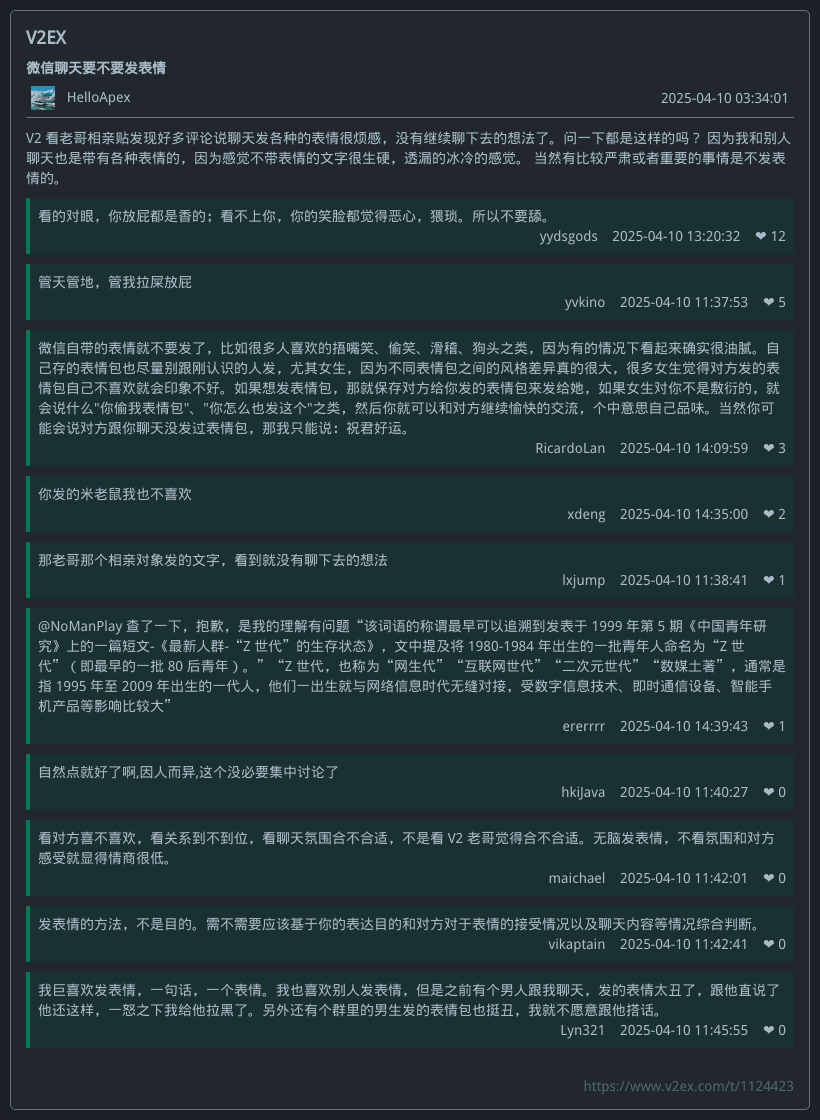 V2EX
微信聊天要不要发表情
HelloApex
2025-04-10 03:34:01
V2 看老哥相亲贴发现好多评论说聊天发各种的表情很烦感，没有继续聊下去的想法了。问一下都是这样的吗？ 因为我和别人
聊天也是带有各种表情的，因为感觉不带表情的文字很生硬，透漏的冰冷的感觉。 当然有比较严肃或者重要的事情是不发表
情的。
看的对眼，你放屁都是香的；看不上你，你的笑脸都觉得恶心，猥琐。所以不要舔。
yydsgods 2025-04-10 13:20:32 ❤ 12
管天管地，管我拉屎放屁
yvkino 2025-04-10 11:37:53 ❤ 5
微信自带的表情就不要发了，比如很多人喜欢的捂嘴笑、偷笑、滑稽、狗头之类，因为有的情况下看起来确实很油腻。自
己存的表情包也尽量别跟刚认识的人发，尤其女生，因为不同表情包之间的风格差异真的很大，很多女生觉得对方发的表
情包自己不喜欢就会印象不好。如果想发表情包，那就保存对方给你发的表情包来发给她，如果女生对你不是敷衍的，就
会说什么"你偷我表情包"、"你怎么也发这个"之类，然后你就可以和对方继续愉快的交流，个中意思自己品味。当然你可
能会说对方跟你聊天没发过表情包，那我只能说：祝君好运。
RicardoLan 2025-04-10 14:09:59 ❤ 3
你发的米老鼠我也不喜欢
xdeng 2025-04-10 14:35:00 ❤ 2
那老哥那个相亲对象发的文字，看到就没有聊下去的想法
lxjump 2025-04-10 11:38:41 ❤ 1
@NoManPlay 查了一下，抱歉，是我的理解有问题“该词语的称谓最早可以追溯到发表于 1999 年第 5 期《中国青年研
究》上的一篇短文-《最新人群-“Z 世代”的生存状态》，文中提及将 1980-1984 年出生的一批青年人命名为“Z 世
代”（即最早的一批 80 后青年）。”“Z 世代，也称为“网生代”“互联网世代”“二次元世代”“数媒土著”，通常是
指 1995 年至 2009 年出生的一代人，他们一出生就与网络信息时代无缝对接，受数字信息技术、即时通信设备、智能手
机产品等影响比较大”
ererrrr 2025-04-10 14:39:43 ❤ 1
自然点就好了啊,因人而异,这个没必要集中讨论了
hkiJava 2025-04-10 11:40:27 ❤ 0
看对方喜不喜欢，看关系到不到位，看聊天氛围合不合适，不是看 V2 老哥觉得合不合适。无脑发表情，不看氛围和对方
感受就显得情商很低。
maichael 2025-04-10 11:42:01 ❤ 0
发表情的方法，不是目的。需不需要应该基于你的表达目的和对方对于表情的接受情况以及聊天内容等情况综合判断。
vikaptain 2025-04-10 11:42:41 ❤ 0
我巨喜欢发表情，一句话，一个表情。我也喜欢别人发表情，但是之前有个男人跟我聊天，发的表情太丑了，跟他直说了
他还这样，一怒之下我给他拉黑了。另外还有个群里的男生发的表情包也挺丑，我就不愿意跟他搭话。
Lyn321 2025-04-10 11:45:55 ❤ 0
https://www.v2ex.com/t/1124423